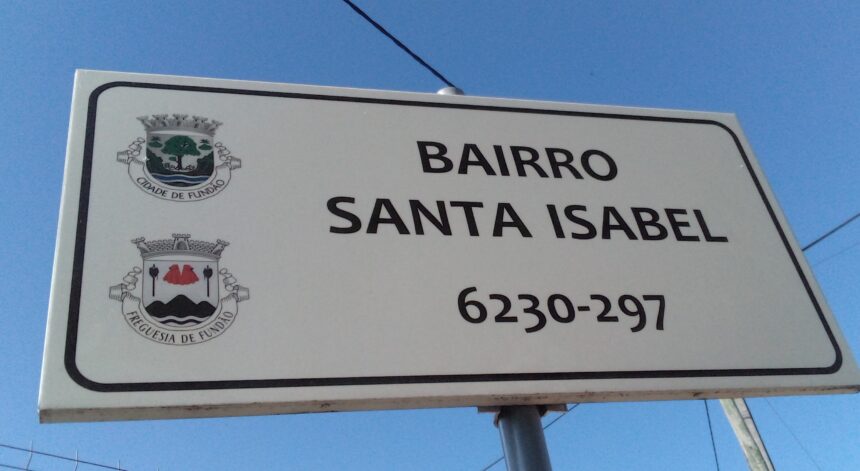 CIDADE DE FUNDÃO
FREGUESIA DE FUNDÃO
BAIRRO
SANTA ISABEL
6230-297